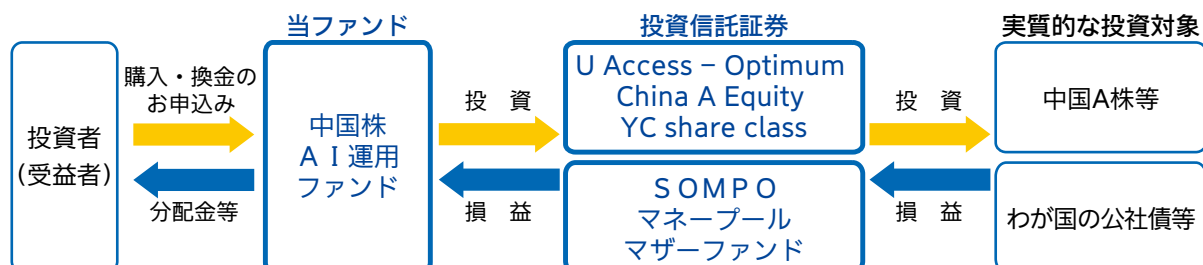 当ファンド
投資信託証券
実質的な投資対象
投資者
(受益者)
購入・換金の
お申込み
分配金等
中国株
AI運用
ファンド
投 資
損 益
U Access – Optimum
China A Equity
YC share class
SOMPO
マネープール
マザーファンド
投 資
損 益
中国A株等
わが国の公社債等